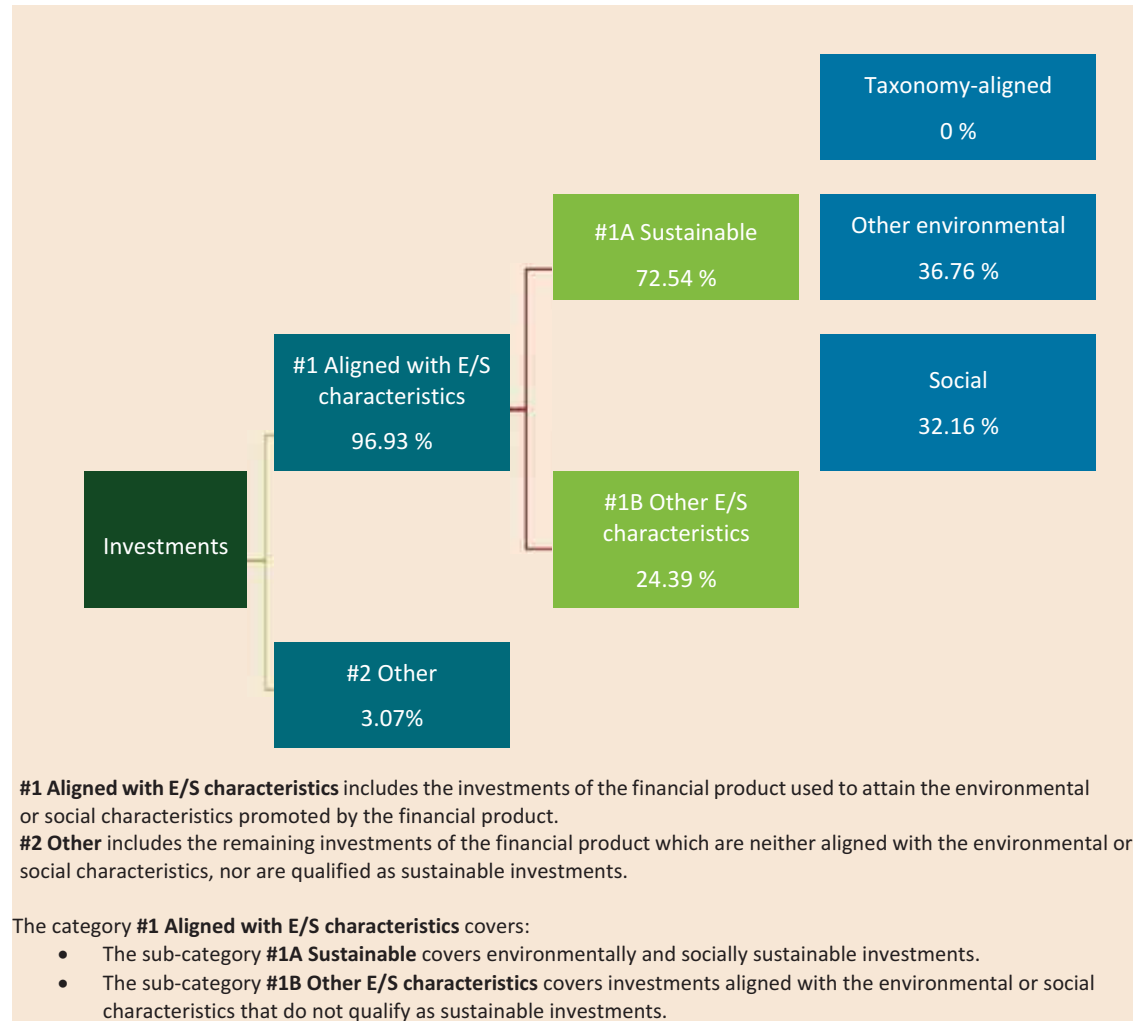 Taxonomy-aligned
0 %
#1A Sustainable
72.54 %
Other environmental
36.76 %
#1 Aligned with E/S
characteristics
96.93 %
Social
32.16 %
Investments
#1B Other E/S
characteristics
24.39 %
#2 Other
3.07%
#1 Aligned with E/S characteristics includes the investments of the financial product used to attain the environmental
or social characteristics promoted by the financial product.
#2 Other includes the remaining investments of the financial product which are neither aligned with the environmental or
social characteristics, nor are qualified as sustainable investments.
The category #1 Aligned with E/S characteristics covers:
• The sub-category #1A Sustainable covers environmentally and socially sustainable investments.
• The sub-category #1B Other E/S characteristics covers investments aligned with the environmental or social
characteristics that do not qualify as sustainable investments.